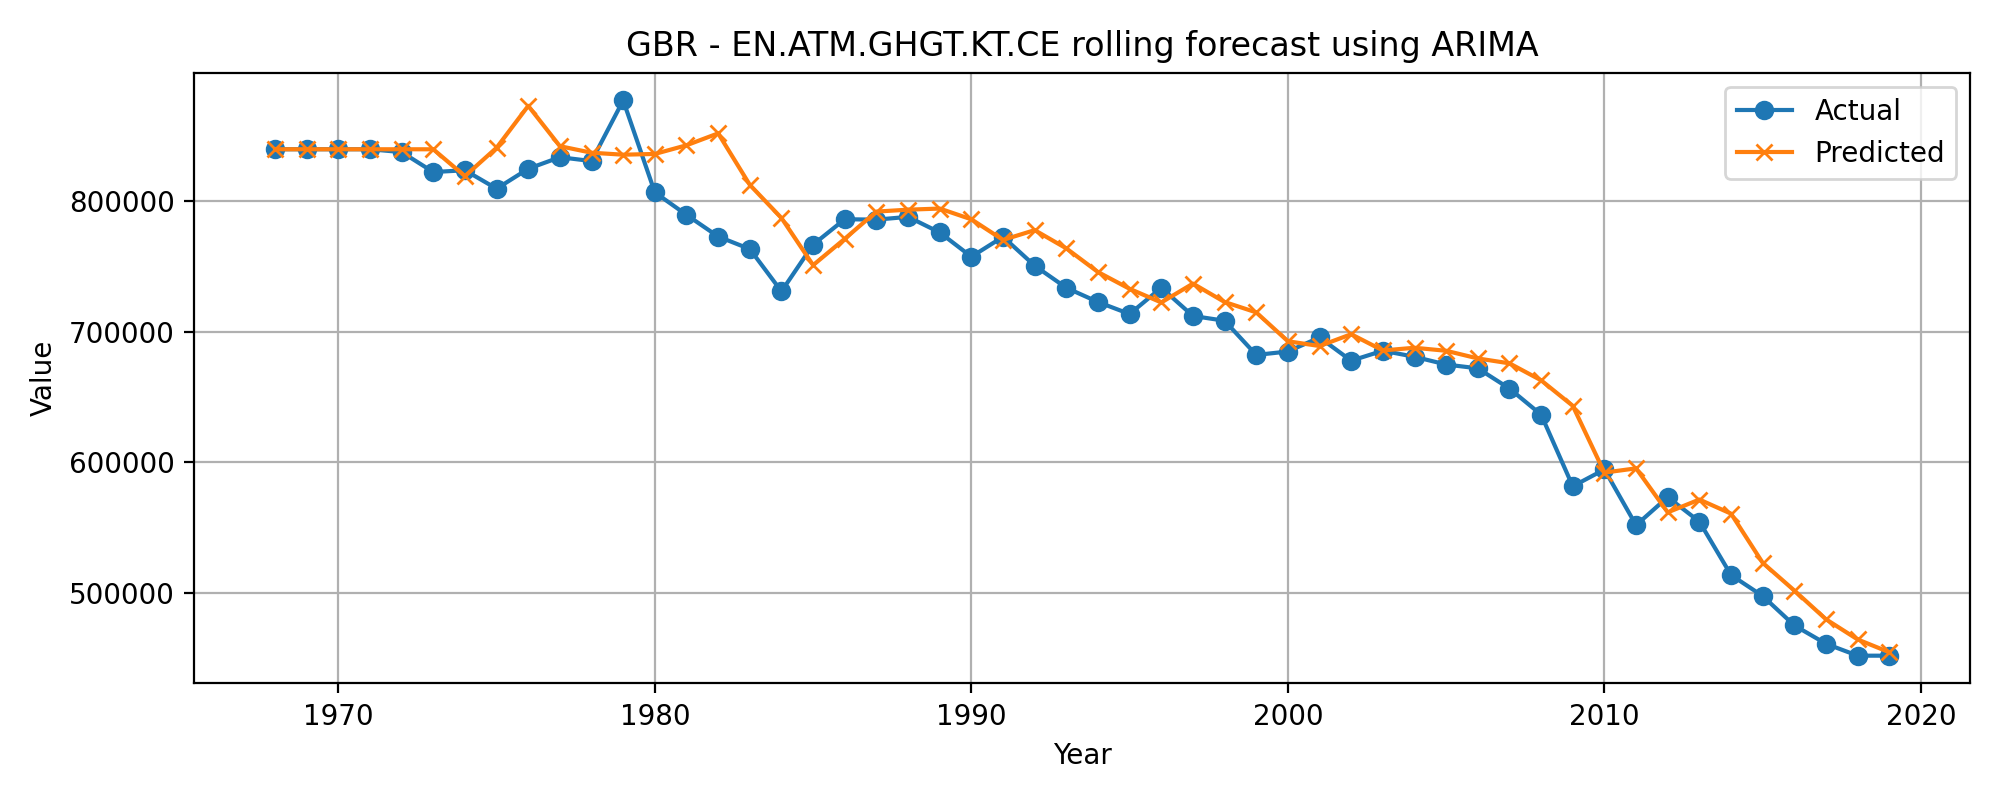 GBR - EN.ATM.GHGT.KT.CE rolling forecast using ARIMA
Actual
Predicted
800000
700000
600000
500000
Value
1970
1980
1990
2000
2010
2020
Year